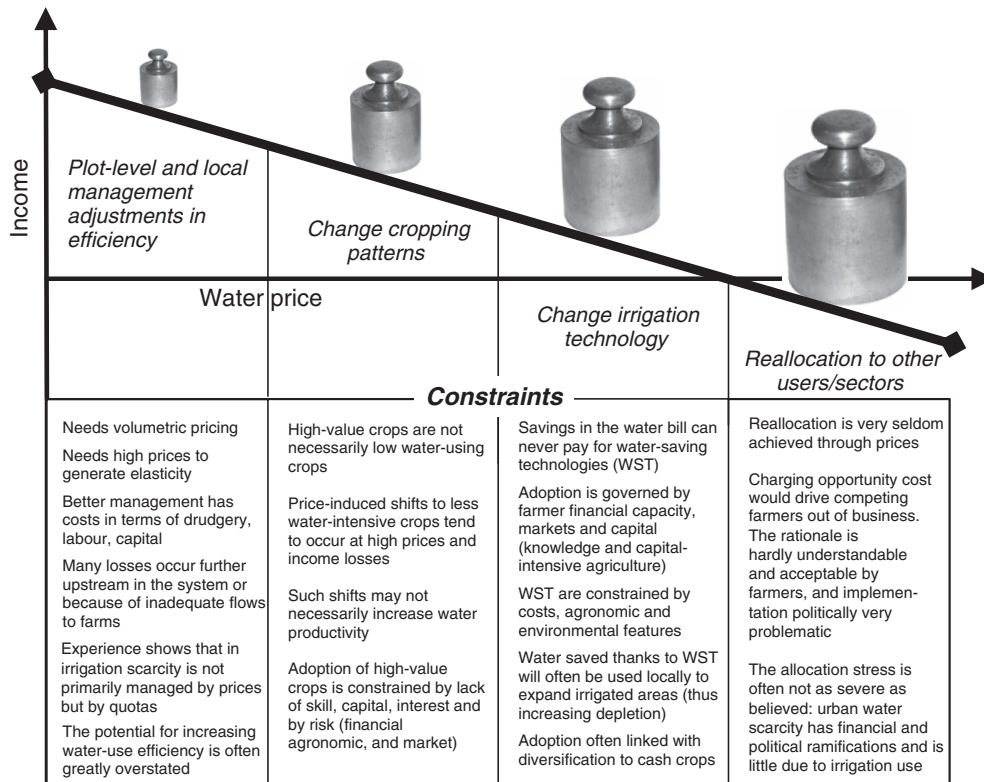 Income
Plot-level and local
management
adjustments in
efficiency
Change cropping
patterns
Water price
Change irrigation
technology
Reallocation to other
users/sectors
Constraints
Needs volumetric pricing
Needs high prices to
generate elasticity
Better management has
costs in terms of drudgery,
labour, capital
Many losses occur further
upstream in the system or
because of inadequate flows
to farms
Experience shows that in
irrigation scarcity is not
primarily managed by prices
but by quotas
The potential for increasing
water-use efficiency is often
greatly overstated
High-value crops are not
necessarily low water-using
crops
Price-induced shifts to less
water-intensive crops tend
to occur at high prices and
income losses
Such shifts may not
necessarily increase water
productivity
Adoption of high-value
crops is constrained by lack
of skill, capital, interest and
by risk (financial
agronomic, and market)
Savings in the water bill can
never pay for water-saving
technologies (WST)
Adoption is governed by
farmer financial capacity,
markets and capital
(knowledge and capital-
intensive agriculture)
WST are constrained by
costs, agronomic and
environmental features
Water saved thanks to WST
will often be used locally to
expand irrigated areas (thus
increasing depletion)
Adoption often linked with
diversification to cash crops
Reallocation is very seldom
achieved through prices
Charging opportunity cost
would drive competing
farmers out of business.
The rationale is
hardly understandable
and acceptable by
farmers, and implemen-
tation politically very
problematic
The allocation stress is
often not as severe as
believed: urban water
scarcity has financial and
political ramifications and is
little due to irrigation use